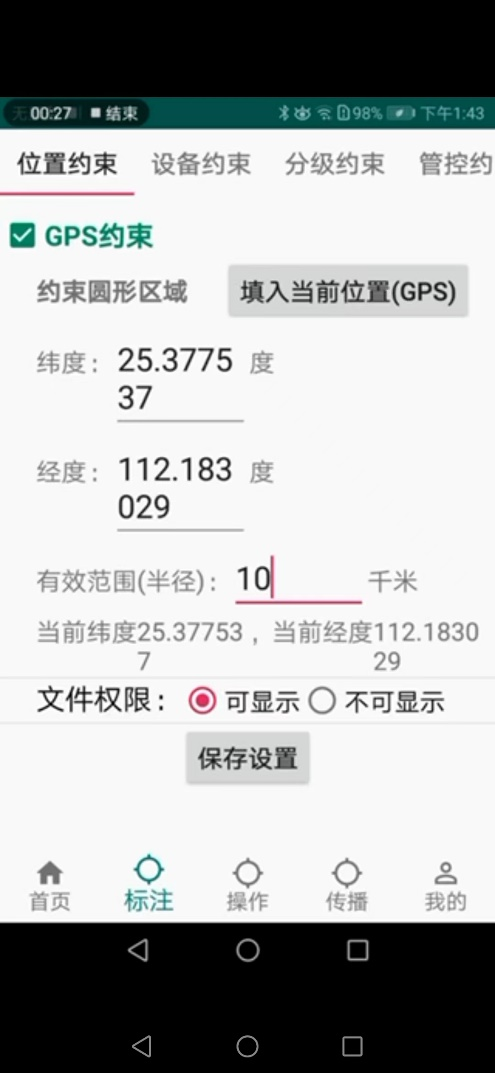 00:27 结束 98% 下午1:43
位置约束 设备约束 分级约束 管控约
GPS约束
约束圆形区域 填入当前位置(GPS)
纬度： 25.3775 度
37
经度： 112.183 度
029
有效范围(半径)： 10 千米
当前纬度25.37753 ，当前经度112.1830
7 29
文件权限： 可显示 不可显示
保存设置
首页 标注 操作 传播 我的